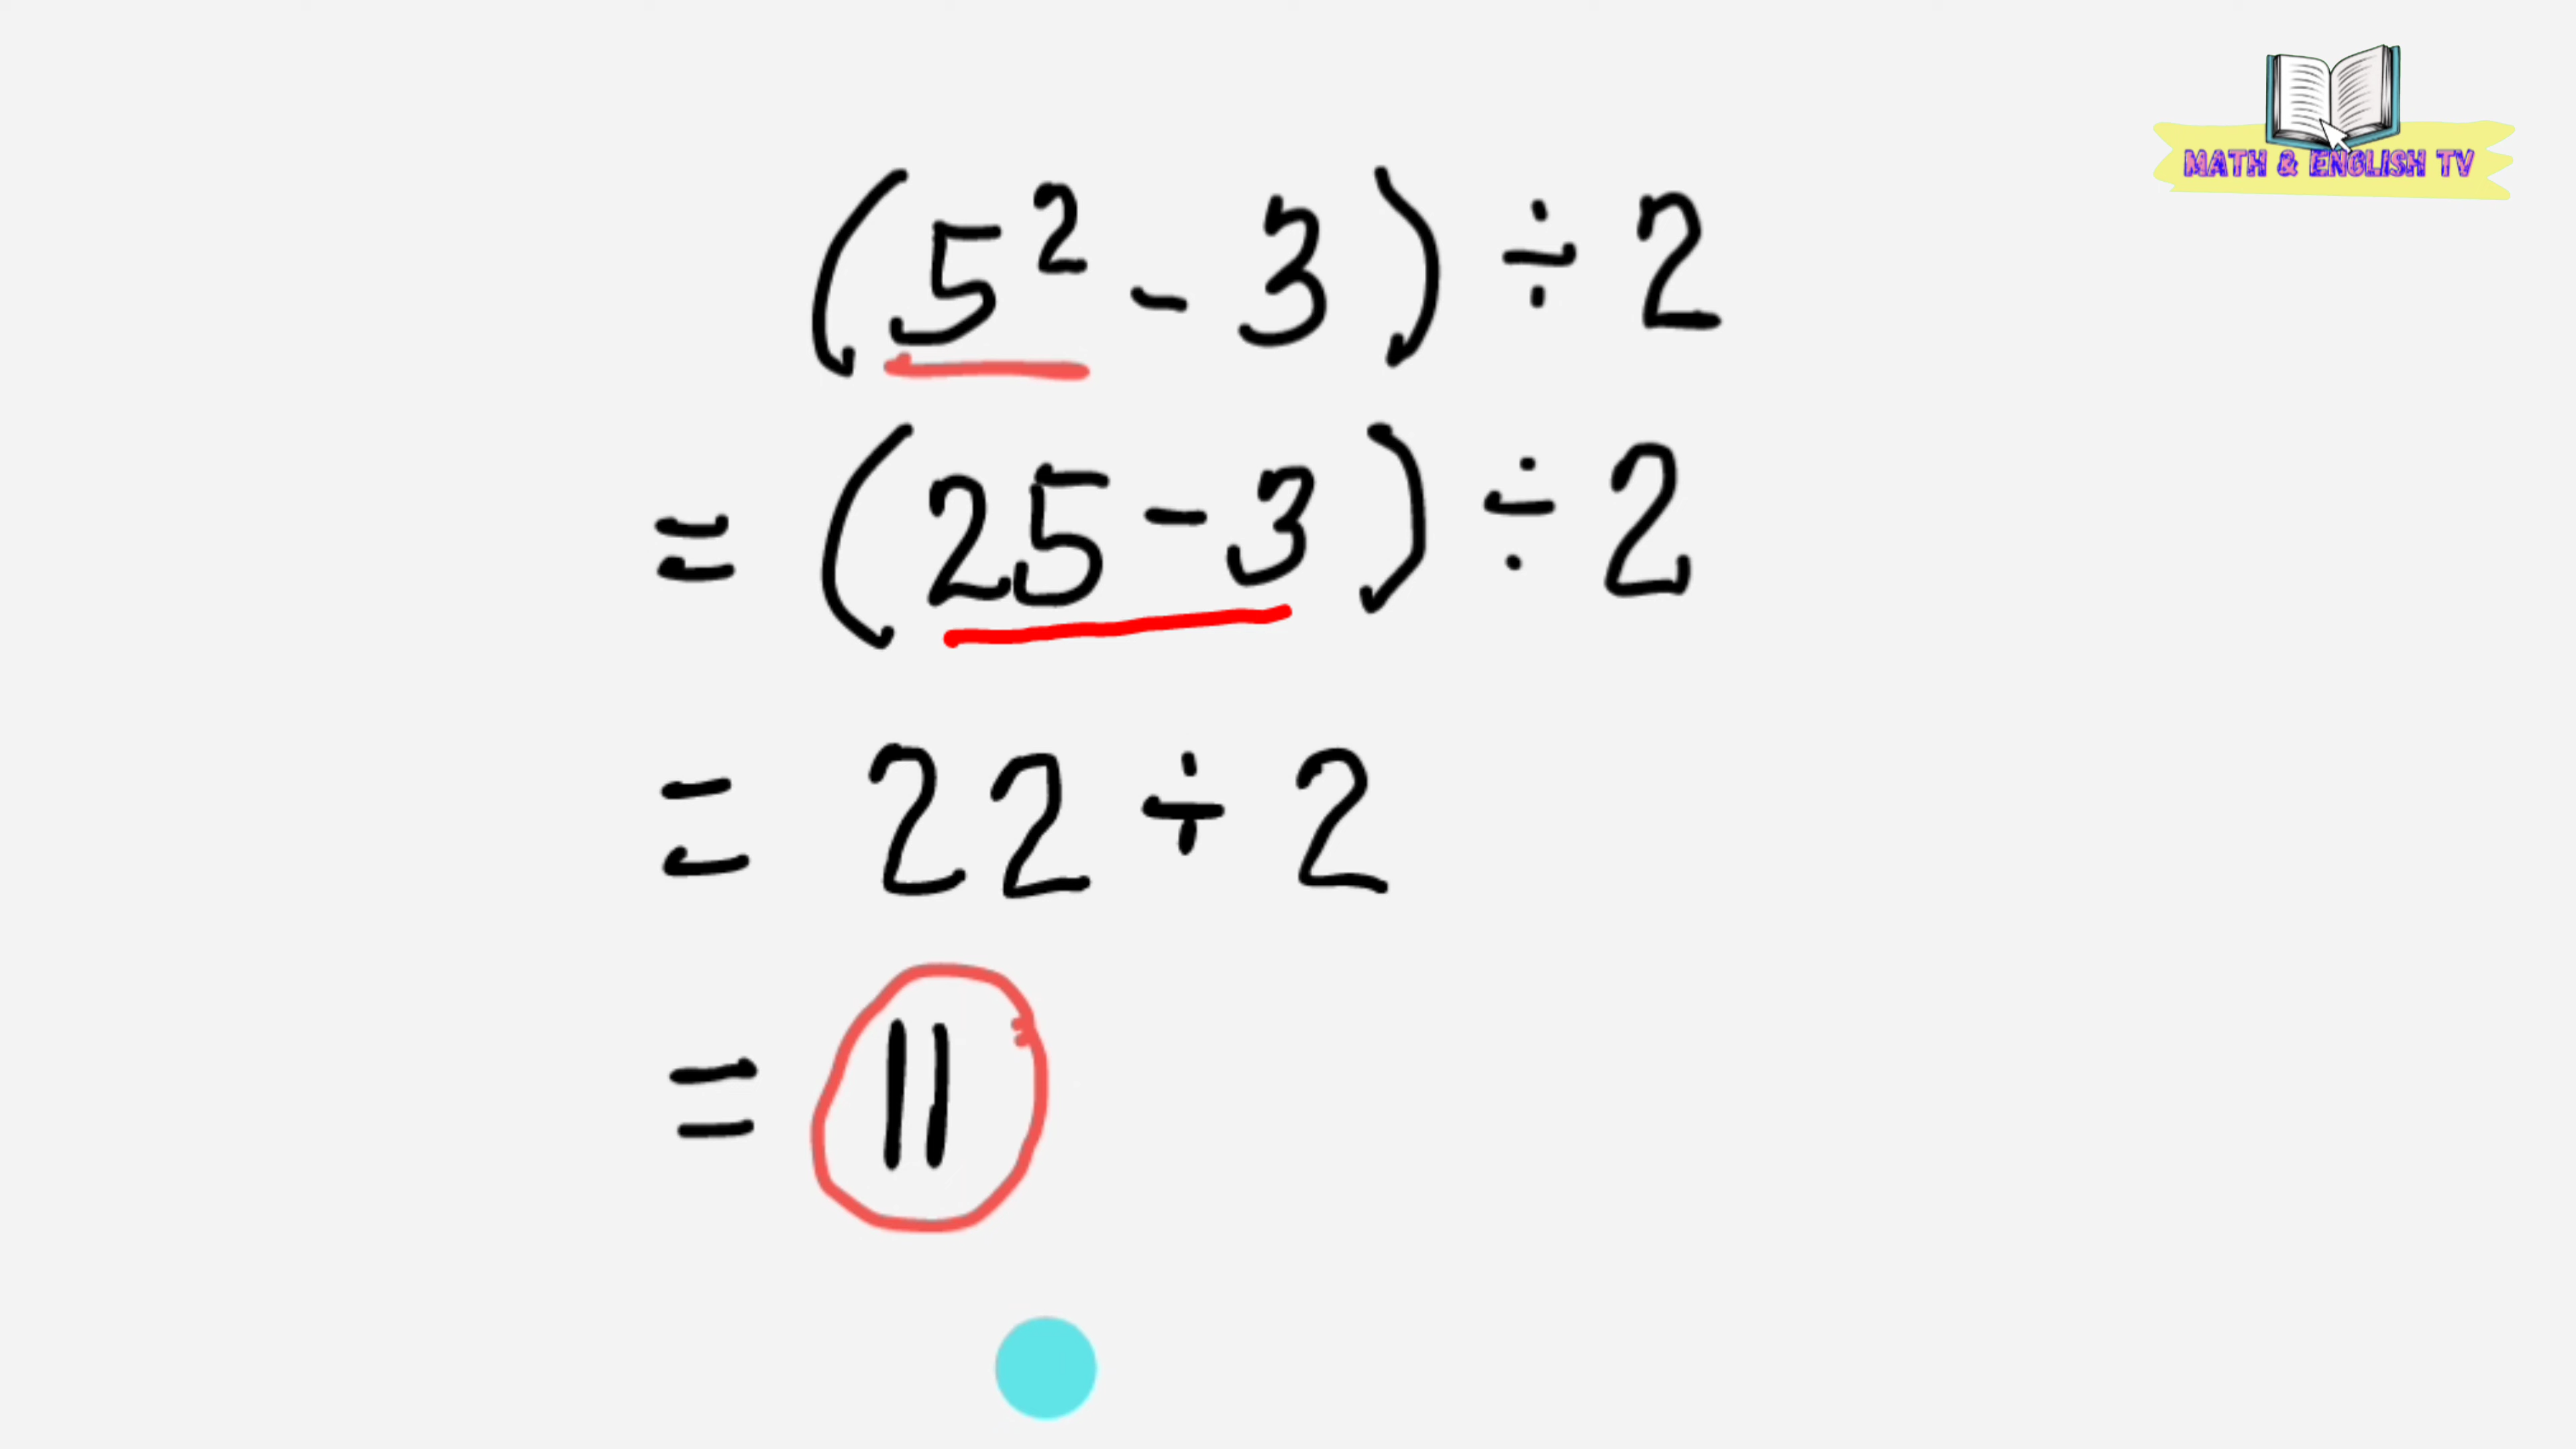 MATH & ENGLISH TV
(5² - 3) ÷ 2
= (25 - 3) ÷ 2
= 22 ÷ 2
= 11